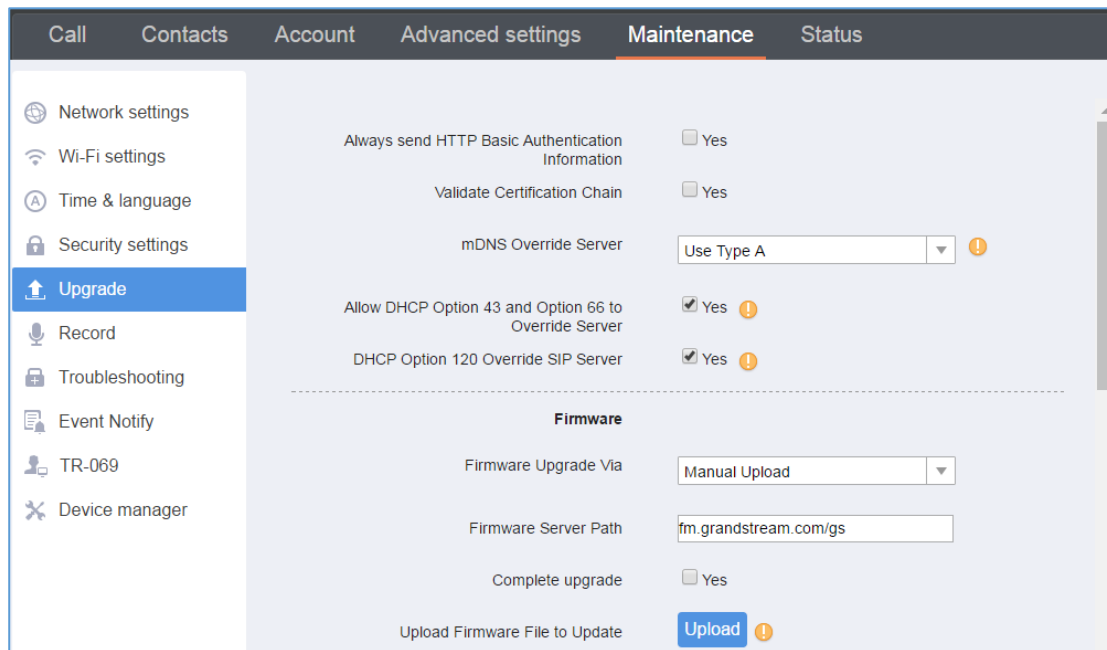 Call Contacts Account Advanced settings Maintenance Status
Network settings
Wi-Fi settings
Time & language
Security settings
Upgrade
Record
Troubleshooting
Event Notify
TR-069
Device manager
Always send HTTP Basic Authentication
Information
Yes
Validate Certification Chain
Yes
mDNS Override Server
Use Type A
Allow DHCP Option 43 and Option 66 to
Override Server
Yes
DHCP Option 120 Override SIP Server
Yes
Firmware
Firmware Upgrade Via
Manual Upload
Firmware Server Path
fm.grandstream.com/gs
Complete upgrade
Yes
Upload Firmware File to Update
Upload